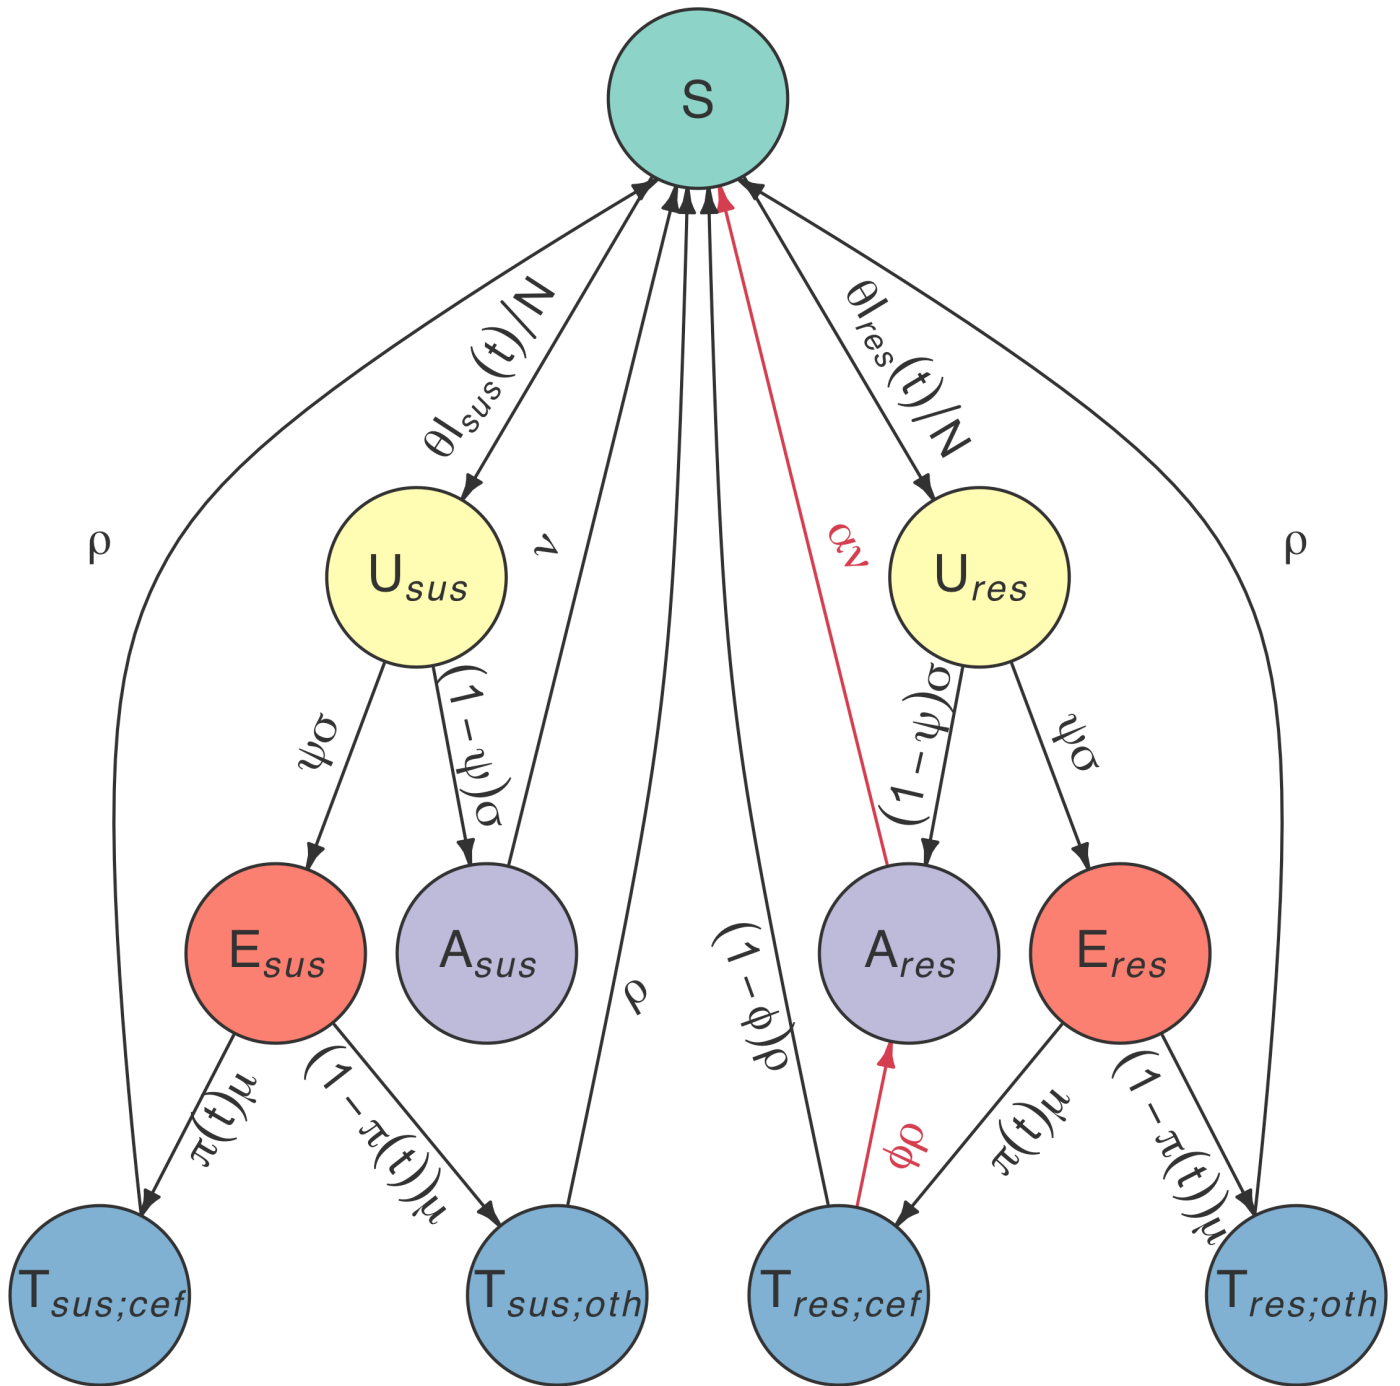 S
θI_sus(t)/N
θI_res(t)/N
ρ
ν
αν
ρ
U_sus
U_res
ψσ
(1−ψ)σ
(1−ψ)σ
ψσ
E_sus
A_sus
A_res
E_res
ρ
(1−ϕ)ρ
π(t)μ
(1−π(t))μ
ϕρ
π(t)μ
(1−π(t))μ
T_sus;cef
T_sus;oth
T_res;cef
T_res;oth